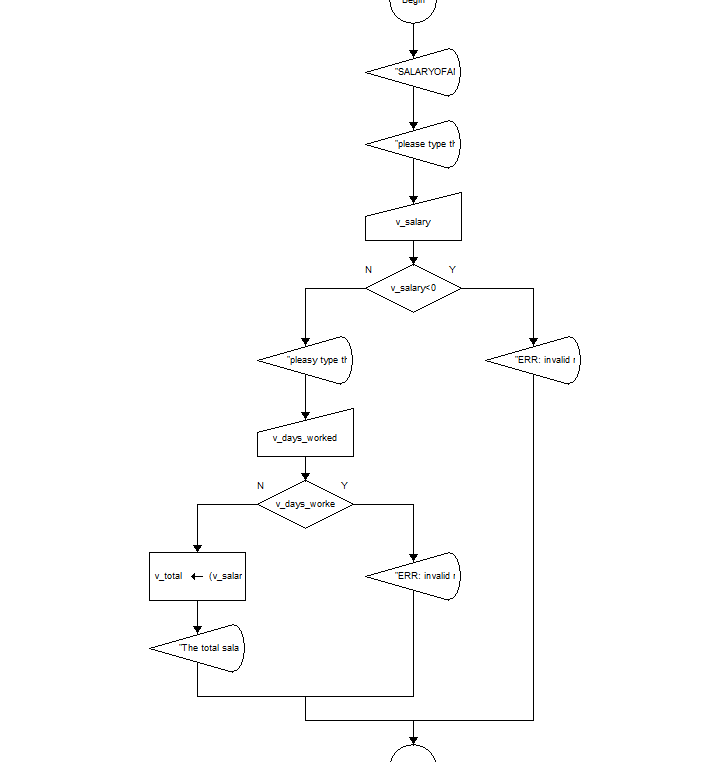 Begin
"SALARYOFAI
"please type th
v_salary
N
Y
v_salary<0
"pleasy type th
"ERR: invalid r
v_days_worked
N
Y
v_days_worke
v_total ← (v_salar
"ERR: invalid r
"The total sala